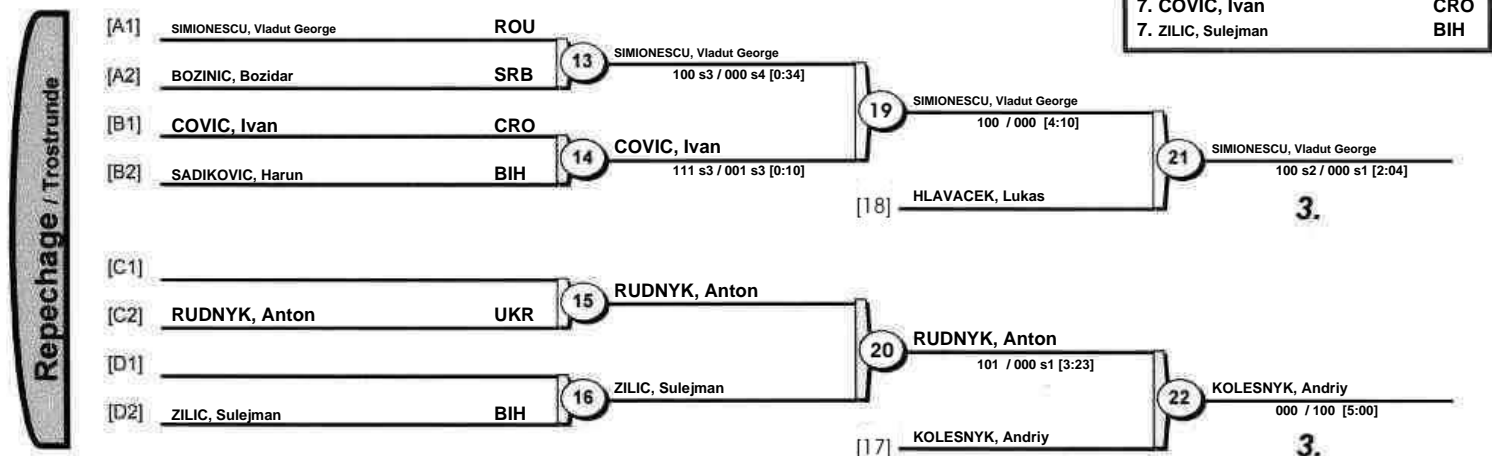 7. COVIC, Ivan CRO
7. ZILIC, Sulejman BIH
Repechage / Trostrunde
[A1] SIMIONESCU, Vladut George ROU
[A2] BOZINIC, Bozidar SRB
13
SIMIONESCU, Vladut George
100 s3 / 000 s4 [0:34]
[B1] COVIC, Ivan CRO
[B2] SADIKOVIC, Harun BIH
14
COVIC, Ivan
111 s3 / 001 s3 [0:10]
19
SIMIONESCU, Vladut George
100 / 000 [4:10]
[18] HLAVACEK, Lukas
21
SIMIONESCU, Vladut George
100 s2 / 000 s1 [2:04]
3.
[C1]
[C2] RUDNYK, Anton UKR
15
RUDNYK, Anton
[D1]
[D2] ZILIC, Sulejman BIH
16
ZILIC, Sulejman
20
RUDNYK, Anton
101 / 000 s1 [3:23]
[17] KOLESNYK, Andriy
22
KOLESNYK, Andriy
000 / 100 [5:00]
3.